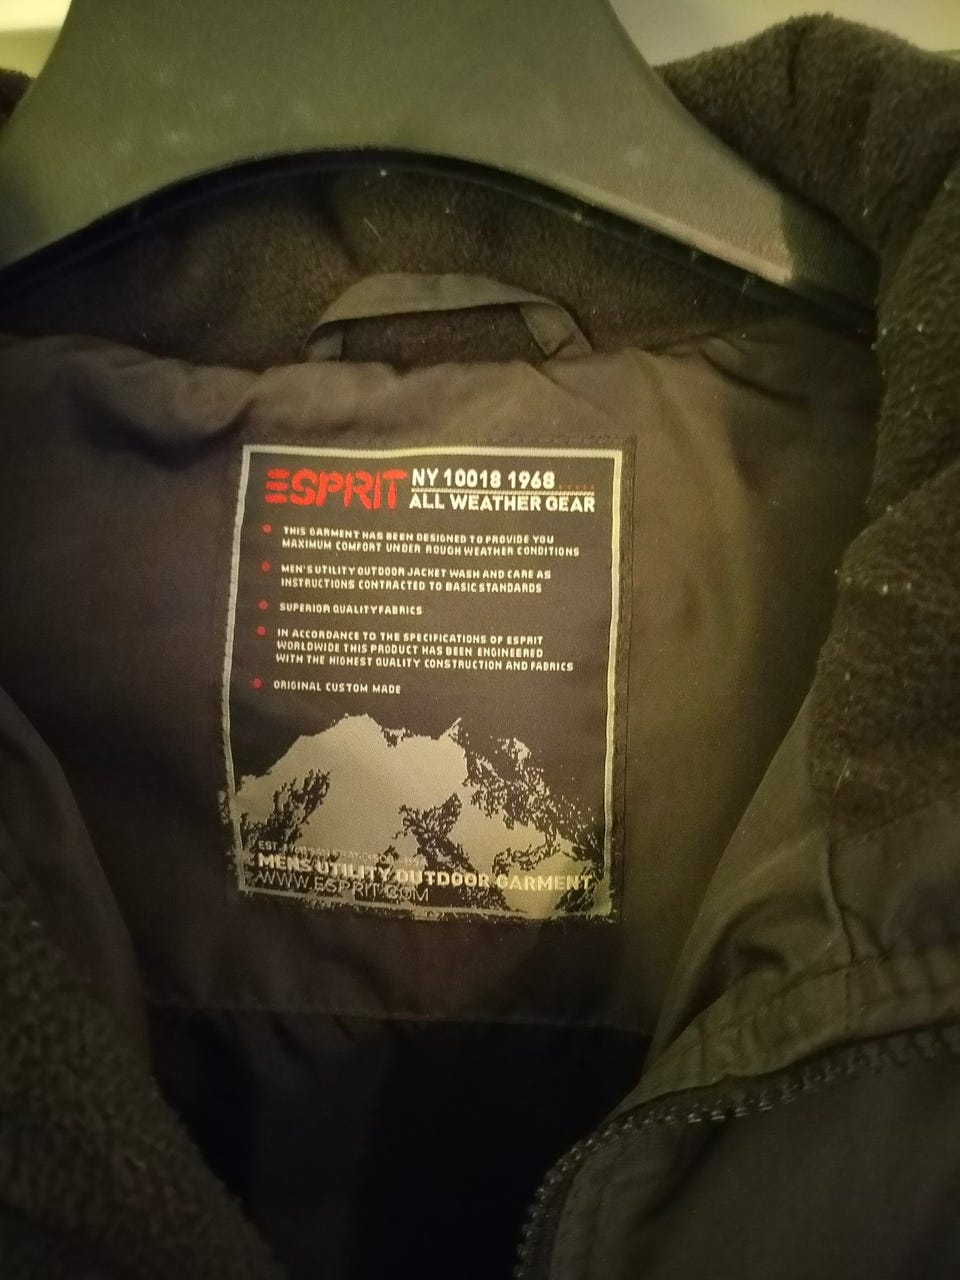 ESPRIT NY 10018 1968
ALL WEATHER GEAR
THIS GARMENT HAS BEEN DESIGNED TO PROVIDE YOU
MAXIMUM COMFORT UNDER ROUGH WEATHER CONDITIONS
MEN'S UTILITY OUTDOOR JACKET WASH AND CARE AS
INSTRUCTIONS CONTRACTED TO BASIC STANDARDS
SUPERIOR QUALITY FABRICS
IN ACCORDANCE TO THE SPECIFICATIONS OF ESPRIT
WORLDWIDE THIS PRODUCT HAS BEEN ENGINEERED
WITH THE HIGHEST QUALITY CONSTRUCTION AND FABRICS
ORIGINAL CUSTOM MADE
EST.
MENS UTILITY OUTDOOR GARMENT
WWW.ESPRIT.COM